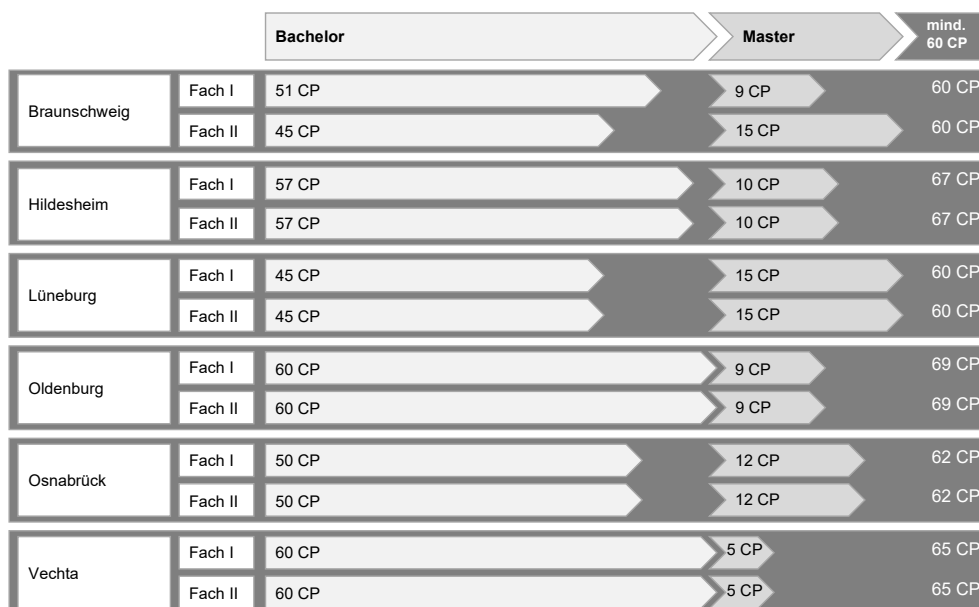 Bachelor Master mind.
60 CP
Braunschweig
Fach I 51 CP 9 CP 60 CP
Fach II 45 CP 15 CP 60 CP
Hildesheim
Fach I 57 CP 10 CP 67 CP
Fach II 57 CP 10 CP 67 CP
Lüneburg
Fach I 45 CP 15 CP 60 CP
Fach II 45 CP 15 CP 60 CP
Oldenburg
Fach I 60 CP 9 CP 69 CP
Fach II 60 CP 9 CP 69 CP
Osnabrück
Fach I 50 CP 12 CP 62 CP
Fach II 50 CP 12 CP 62 CP
Vechta
Fach I 60 CP 5 CP 65 CP
Fach II 60 CP 5 CP 65 CP